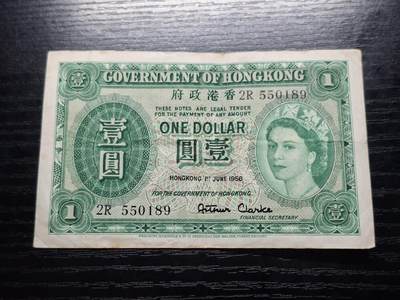 壹 GOVERNMENT OF HONGKONG 1
府政港香 2R 550189
THESE NOTES ARE LEGAL TENDER
FOR THE PAYMENT OF ANY AMOUNT
壹圓
ONE DOLLAR
圓壹
HONGKONG 1ST JUNE 1956
FOR THE GOVERNMENT OF HONGKONG.
1 2R 550189 Arthur Clarke 壹
FINANCIAL SECRETARY.